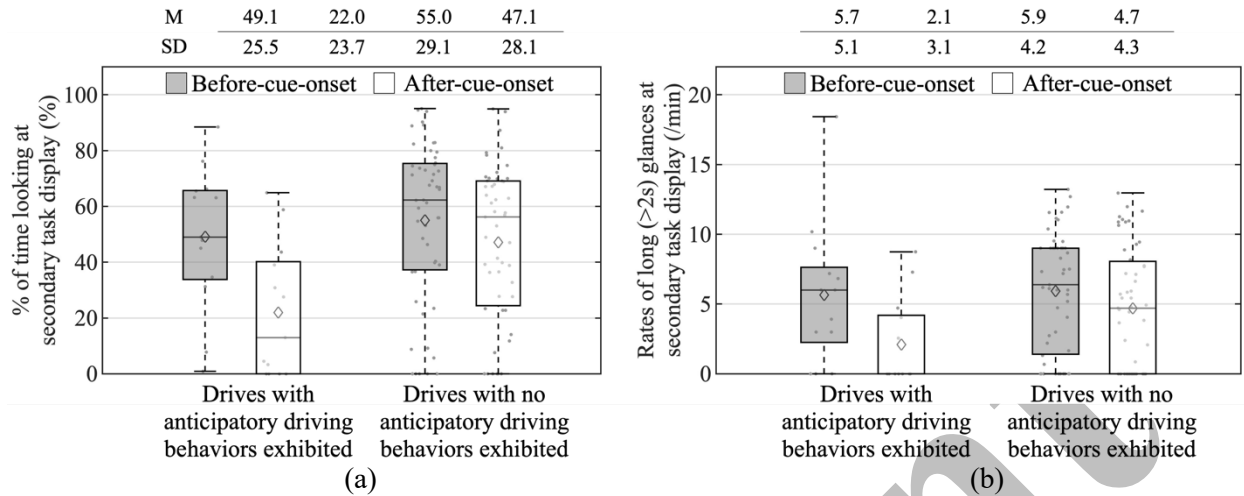 M 49.1 22.0 55.0 47.1
SD 25.5 23.7 29.1 28.1
Before-cue-onset After-cue-onset
% of time looking at
secondary task display (%)
100
80
60
40
20
0
Drives with
anticipatory driving
behaviors exhibited
Drives with no
anticipatory driving
behaviors exhibited
(a)
5.7 2.1 5.9 4.7
5.1 3.1 4.2 4.3
Before-cue-onset After-cue-onset
Rates of long (>2s) glances at
secondary task display (/min)
20
15
10
5
0
Drives with
anticipatory driving
behaviors exhibited
Drives with no
anticipatory driving
behaviors exhibited
(b)